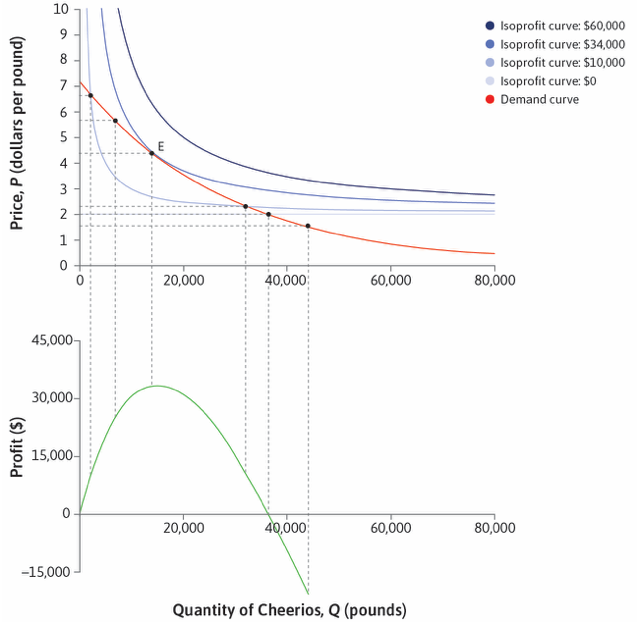 Price, P (dollars per pound)
10
9
8
7
6
5
4
3
2
1
0
E
0
20,000
40,000
60,000
80,000
Isoprofit curve: $60,000
Isoprofit curve: $34,000
Isoprofit curve: $10,000
Isoprofit curve: $0
Demand curve
Profit ($)
45,000
30,000
15,000
0
–15,000
20,000
40,000
60,000
80,000
Quantity of Cheerios, Q (pounds)